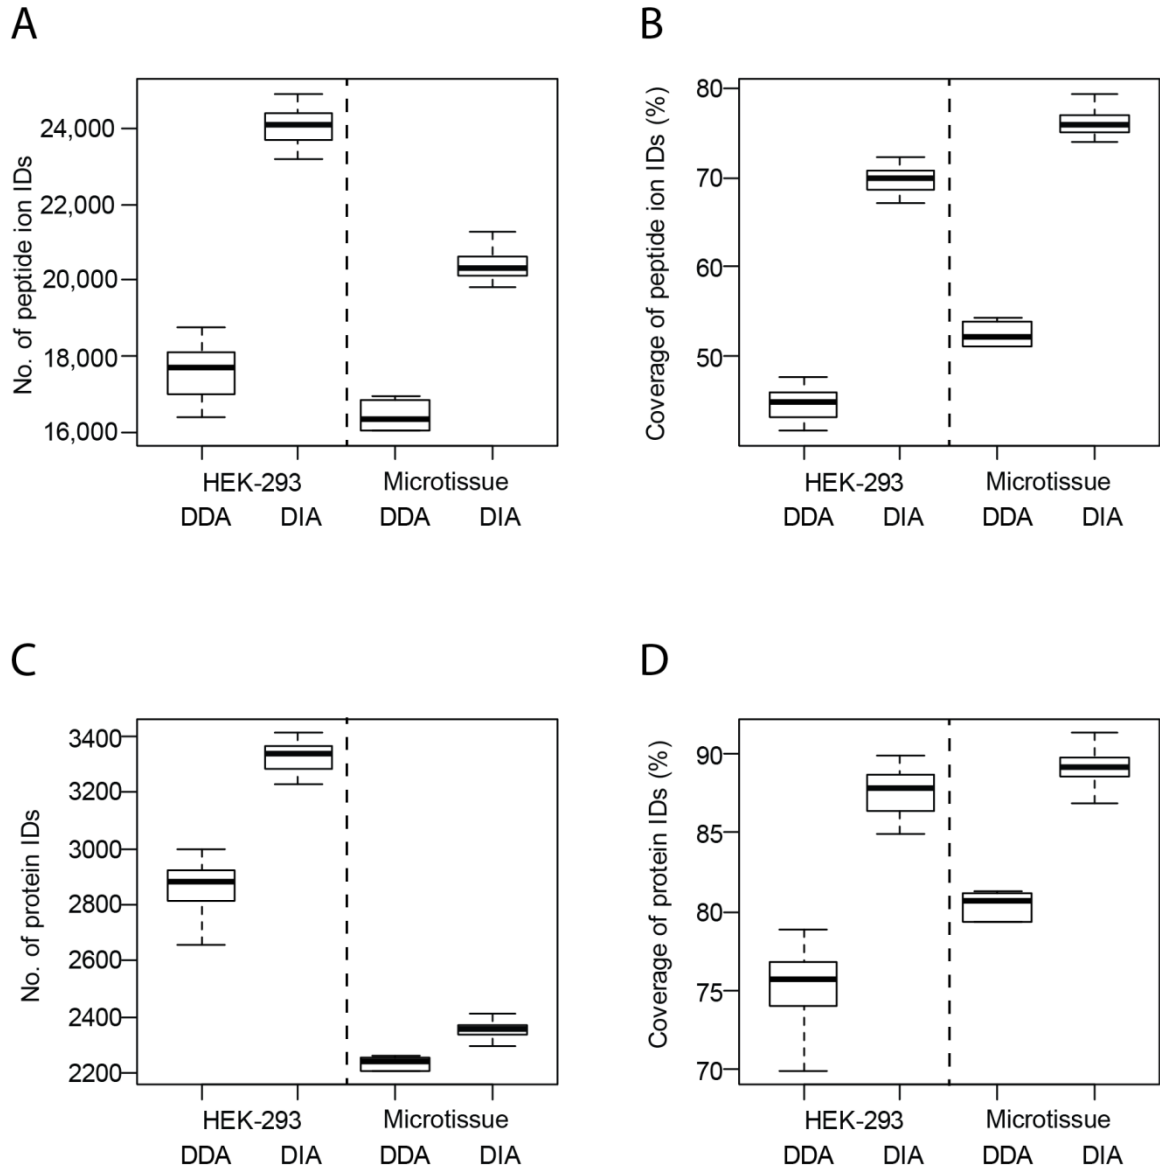 A
No. of peptide ion IDs
24,000
22,000
20,000
18,000
16,000
HEK-293 Microtissue
DDA DIA DDA DIA
B
Coverage of peptide ion IDs (%)
80
70
60
50
HEK-293 Microtissue
DDA DIA DDA DIA
C
No. of protein IDs
3400
3200
3000
2800
2600
2400
2200
HEK-293 Microtissue
DDA DIA DDA DIA
D
Coverage of protein IDs (%)
90
85
80
75
70
HEK-293 Microtissue
DDA DIA DDA DIA